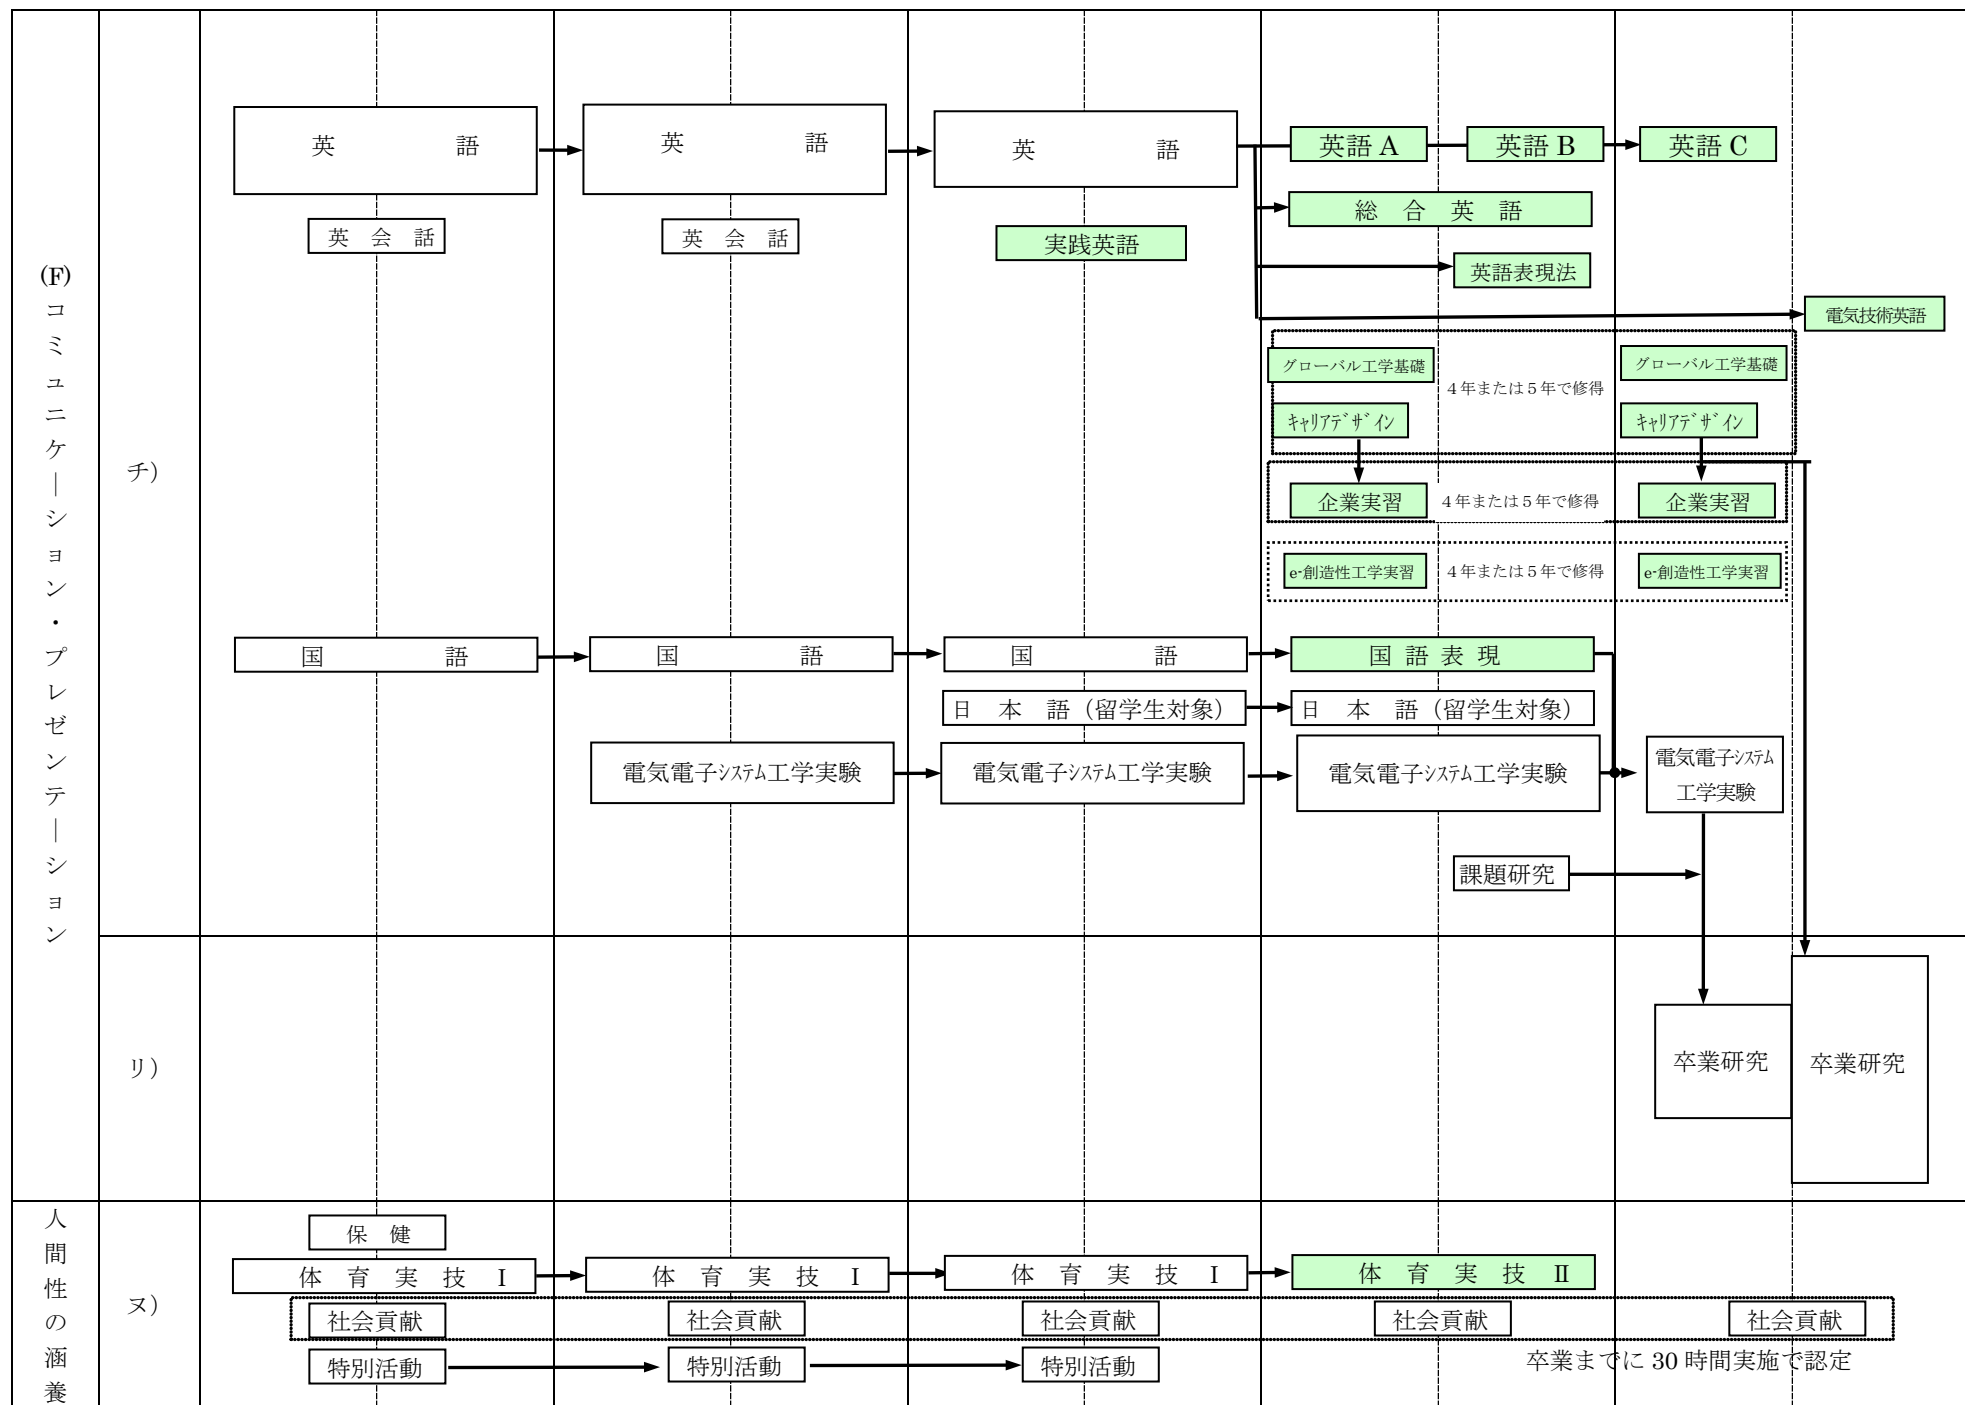 (F)コミュニケーション・プレゼンテーション
チ）
英　語
英　語
英　語
英語 A
英語 B
英語 C
総　合　英　語
英　会　話
英　会　話
実践英語
英語表現法
電気技術英語
グローバル工学基礎
4年または5年で修得
グローバル工学基礎
キャリアデザイン
キャリアデザイン
企業実習
4年または5年で修得
企業実習
e-創造性工学実習
4年または5年で修得
e-創造性工学実習
国　語
国　語
国　語
国 語 表 現
日　本　語（留学生対象）
日　本　語（留学生対象）
電気電子システム工学実験
電気電子システム工学実験
電気電子システム工学実験
電気電子システム
工学実験
課題研究
リ）
卒業研究
卒業研究
人間性の涵養
ヌ）
保　健
体　育　実　技　Ⅰ
体　育　実　技　Ⅰ
体　育　実　技　Ⅰ
体　育　実　技　Ⅱ
社会貢献
社会貢献
社会貢献
社会貢献
社会貢献
特別活動
特別活動
特別活動
卒業までに 30 時間実施で認定